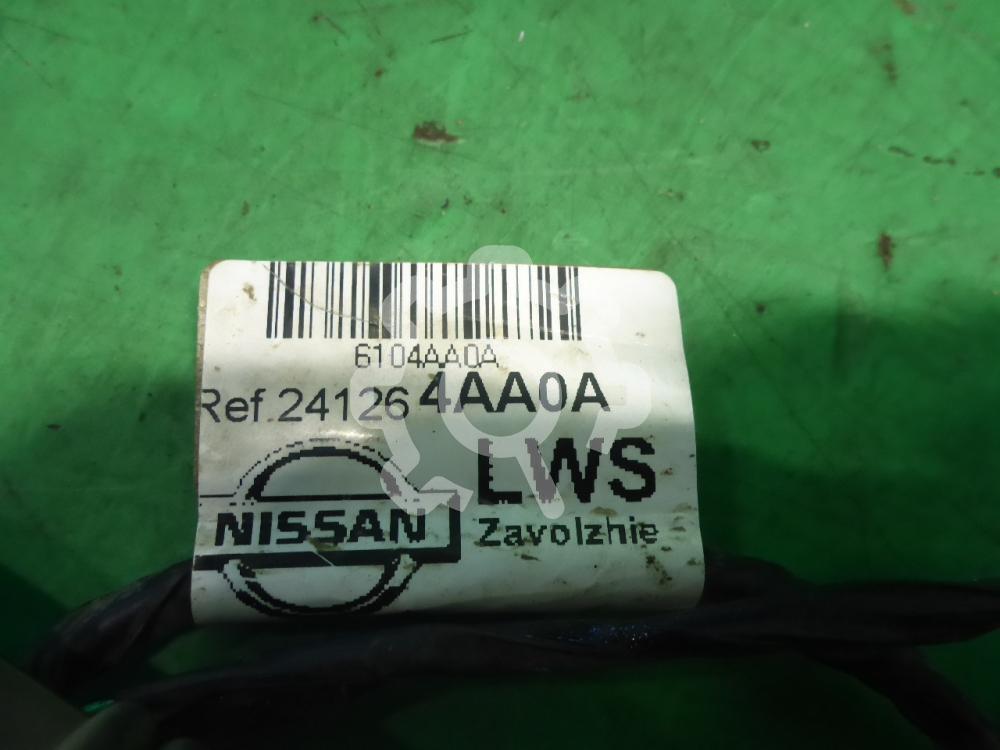 6104AA0A
Ref.24126 4AA0A
LWS
NISSAN
Zavolzhie